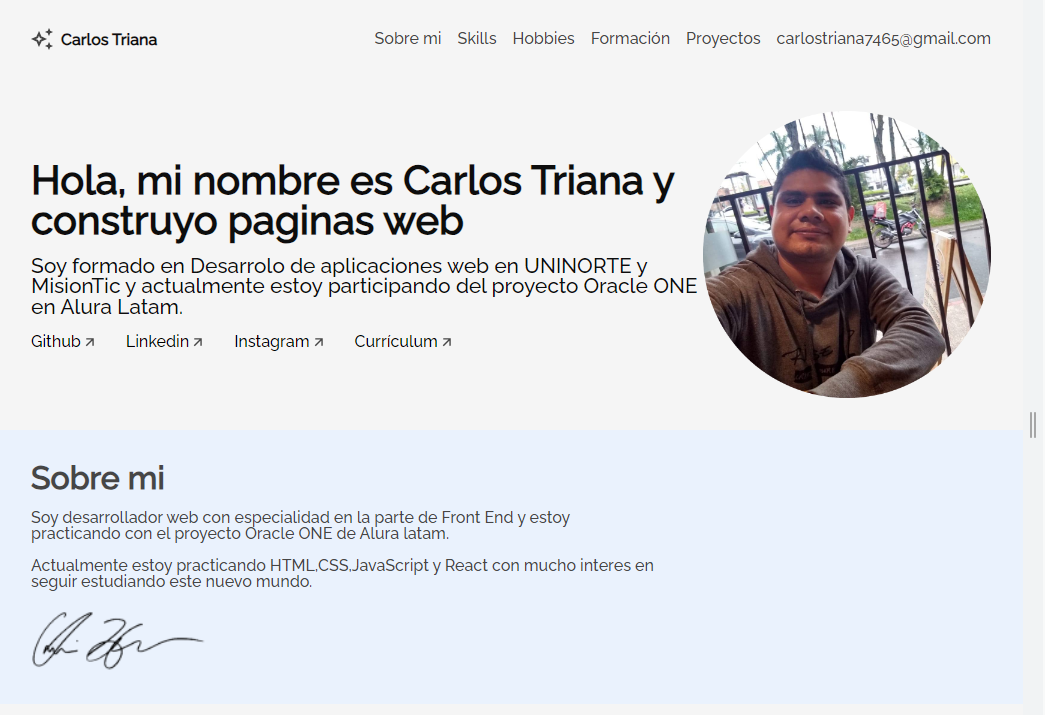 Carlos Triana
Sobre mi Skills Hobbies Formación Proyectos carlostriana7465@gmail.com
Hola, mi nombre es Carlos Triana y
construyo paginas web
Soy formado en Desarrolo de aplicaciones web en UNINORTE y
MisionTic y actualmente estoy participando del proyecto Oracle ONE
en Alura Latam.
Github Linkedin Instagram Currículum
Sobre mi
Soy desarrollador web con especialidad en la parte de Front End y estoy
practicando con el proyecto Oracle ONE de Alura latam.
Actualmente estoy practicando HTML,CSS,JavaScript y React con mucho interes en
seguir estudiando este nuevo mundo.